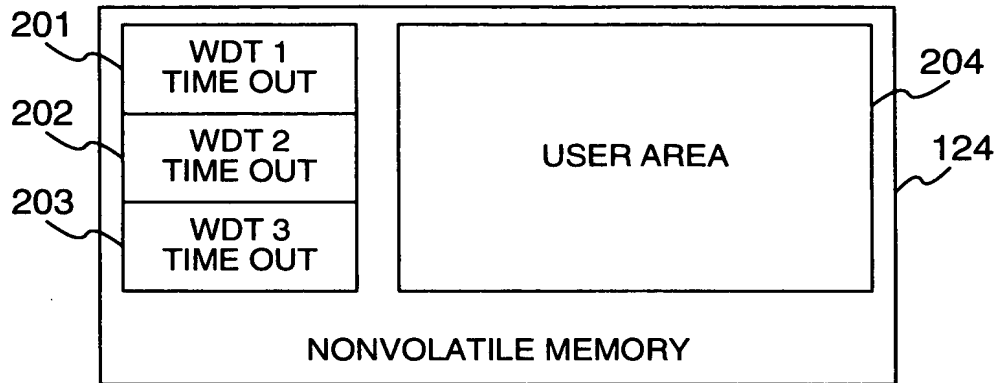 201
WDT 1
TIME OUT
202
WDT 2
TIME OUT
203
WDT 3
TIME OUT
USER AREA
204
124
NONVOLATILE MEMORY